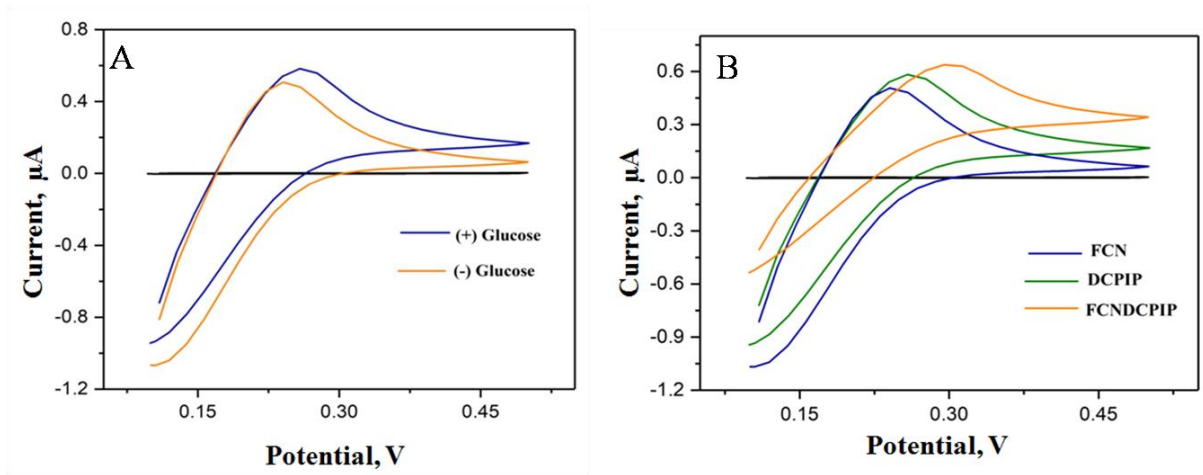 A
0.8
0.4
0.0
-0.4
-0.8
-1.2
Current, µA
0.15
0.30
0.45
Potential, V
(+) Glucose
(-) Glucose
B
0.6
0.3
0.0
-0.3
-0.6
-0.9
-1.2
Current, µA
0.15
0.30
0.45
Potential, V
FCN
DCPIP
FCNDCPIP